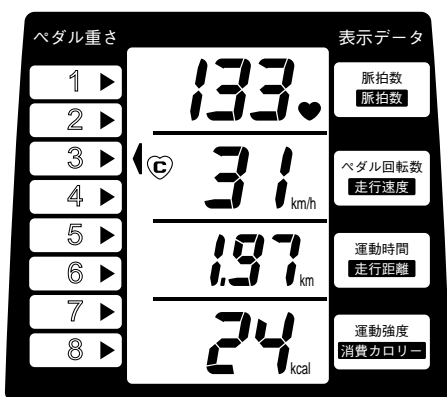 ペダル重さ
表示データ
1 ▶
2 ▶
3 ▶
4 ▶
5 ▶
6 ▶
7 ▶
8 ▶
133
C
31 km/h
1.97 km
24 kcal
脈拍数
脈拍数
ペダル回転数
走行速度
運動時間
走行距離
運動強度
消費カロリー